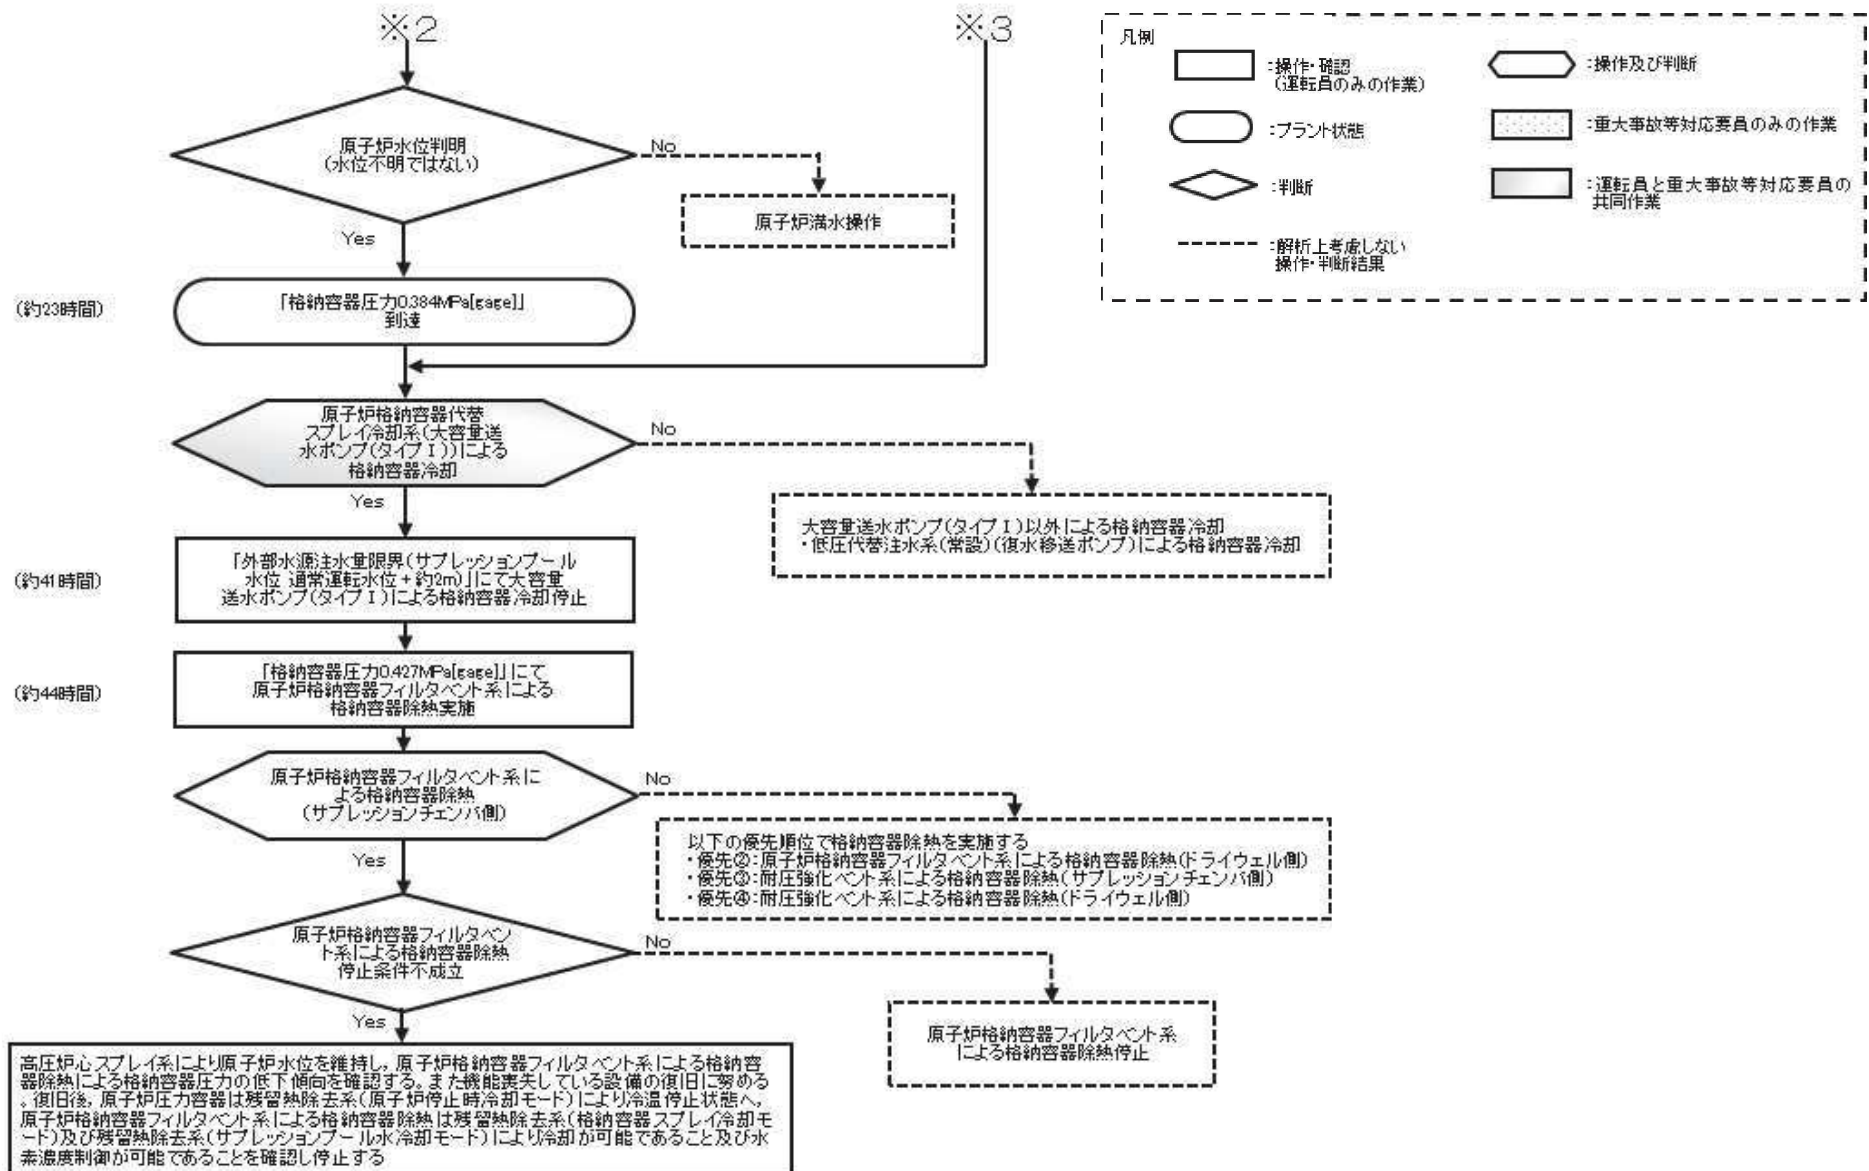 ※2
※3
凡例
:操作・確認
(運転員のみの作業)
:操作及び判断
:プラント状態
:重大事故等対応要員のみの作業
:判断
:運転員と重大事故等対応要員の
共同作業
:解析上考慮しない
操作・判断結果
原子炉水位判明
(水位不明ではない)
No
原子炉満水操作
Yes
(約23時間)
「格納容器圧力0.384MPa[gage]」
到達
原子炉格納容器代替
スプレイ冷却系(大容量送
水ポンプ(タイプⅠ))による
格納容器冷却
No
Yes
大容量送水ポンプ(タイプⅠ)以外による格納容器冷却
・低圧代替注水系(常設)(復水移送ポンプ)による格納容器冷却
(約41時間)
「外部水源注水量限界(サプレッションプール
水位 通常運転水位+約2m)」にて大容量
送水ポンプ(タイプⅠ)による格納容器冷却停止
(約44時間)
「格納容器圧力0.427MPa[gage]」にて
原子炉格納容器フィルタベント系による
格納容器除熱実施
原子炉格納容器フィルタベント系に
よる格納容器除熱
(サプレッションチェンバ側)
No
Yes
以下の優先順位で格納容器除熱を実施する
・優先②:原子炉格納容器フィルタベント系による格納容器除熱(ドライウェル側)
・優先③:耐圧強化ベント系による格納容器除熱(サプレッションチェンバ側)
・優先④:耐圧強化ベント系による格納容器除熱(ドライウェル側)
原子炉格納容器フィルタベン
ト系による格納容器除熱
停止条件不成立
No
Yes
原子炉格納容器フィルタベント系
による格納容器除熱停止
高圧炉心スプレイ系により原子炉水位を維持し,原子炉格納容器フィルタベント系による格納容
器除熱による格納容器圧力の低下傾向を確認する。また機能喪失している設備の復旧に努める
。復旧後,原子炉圧力容器は残留熱除去系(原子炉停止時冷却モード)により冷温停止状態へ,
原子炉格納容器フィルタベント系による格納容器除熱は残留熱除去系(格納容器スプレイ冷却モ
ード)及び残留熱除去系(サプレッションプール水冷却モード)により冷却が可能であること及び水
素濃度制御が可能であることを確認し停止する